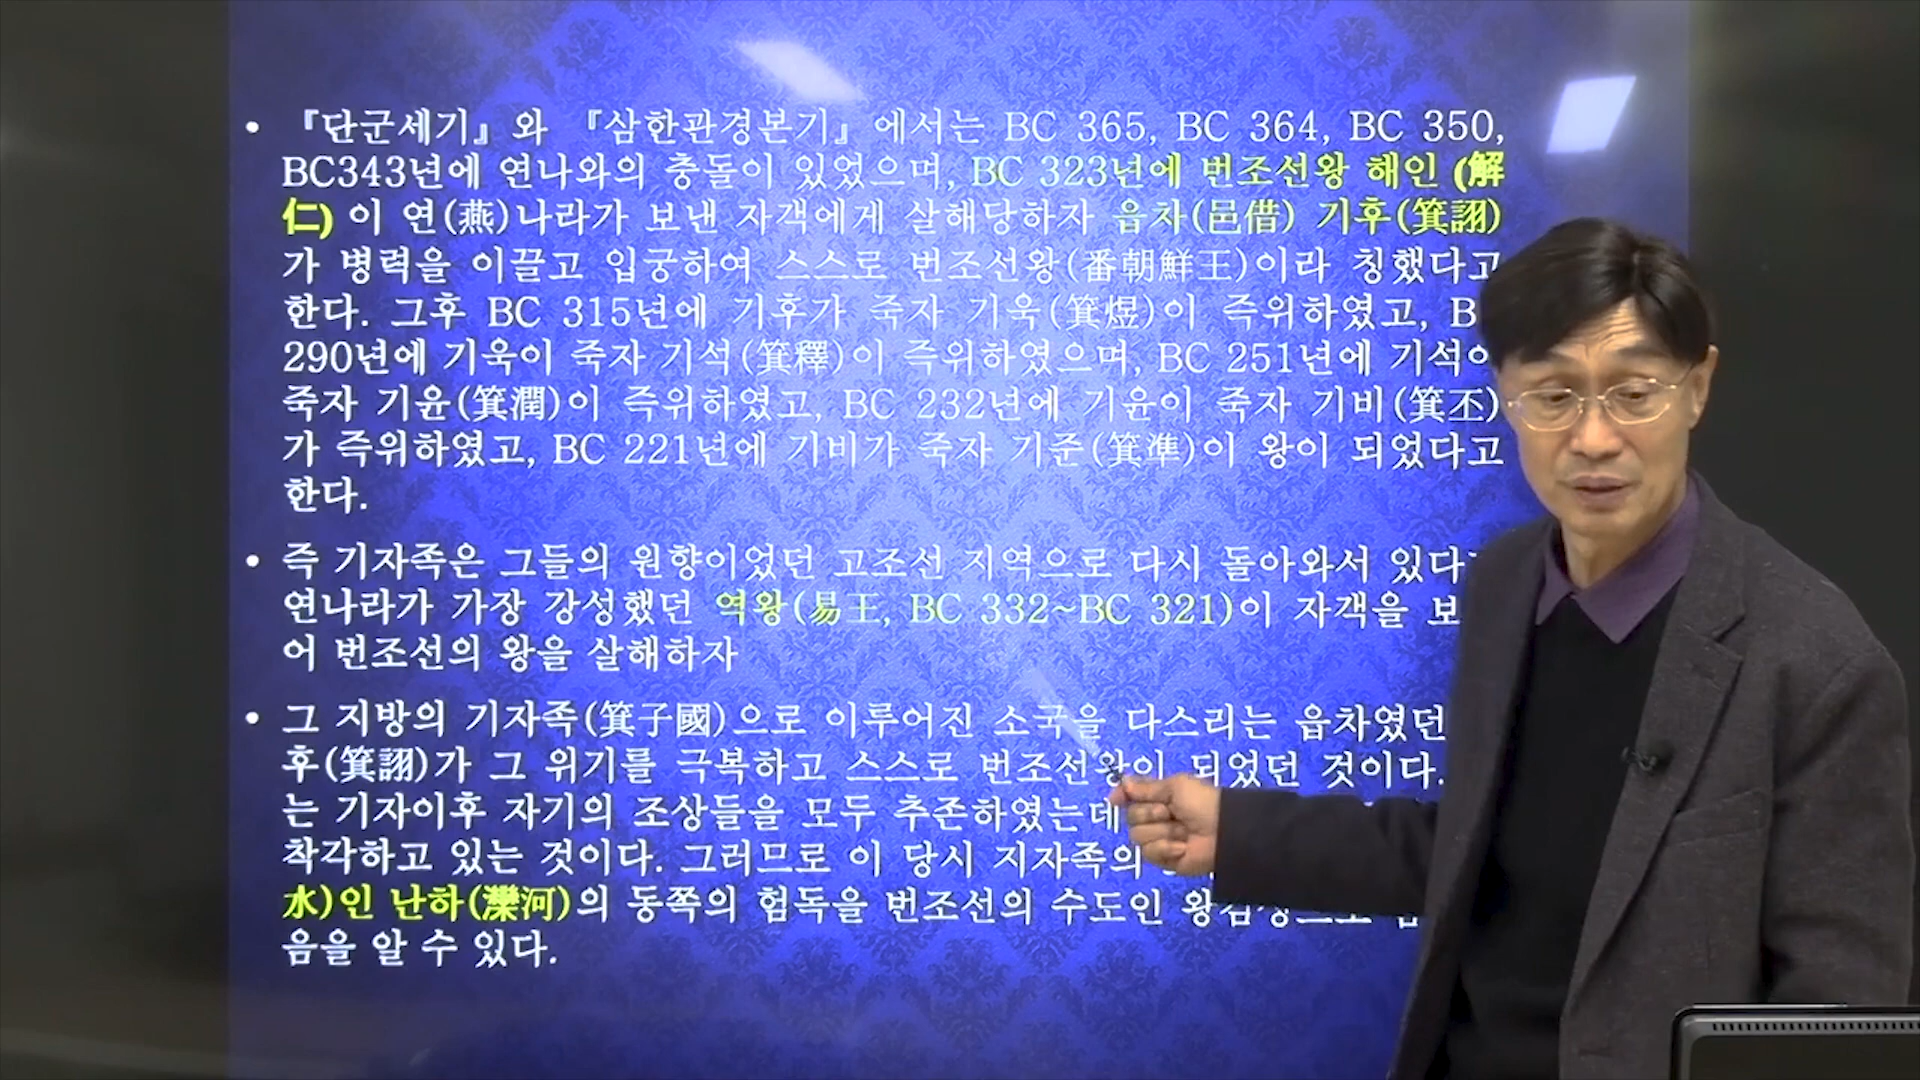 • 『단군세기』와 『삼한관경본기』에서는 BC 365, BC 364, BC 350,
BC343년에 연나와의 충돌이 있었으며, BC 323년에 번조선왕 해인 (解
仁) 이 연(燕)나라가 보낸 자객에게 살해당하자 읍차(邑借) 기후(箕詡)
가 병력을 이끌고 입궁하여 스스로 번조선왕(番朝鮮王)이라 칭했다고
한다. 그후 BC 315년에 기후가 죽자 기욱(箕煜)이 즉위하였고, B
290년에 기욱이 죽자 기석(箕釋)이 즉위하였으며, BC 251년에 기석이
죽자 기윤(箕潤)이 즉위하였고, BC 232년에 기윤이 죽자 기비(箕丕)
가 즉위하였고, BC 221년에 기비가 죽자 기준(箕準)이 왕이 되었다고
한다.
• 즉 기자족은 그들의 원향이었던 고조선 지역으로 다시 돌아와서 있다
연나라가 가장 강성했던 역왕(易王, BC 332~BC 321)이 자객을 보
어 번조선의 왕을 살해하자
• 그 지방의 기자족(箕子國)으로 이루어진 소국을 다스리는 읍차였던
후(箕詡)가 그 위기를 극복하고 스스로 번조선왕이 되었던 것이다.
는 기자이후 자기의 조상들을 모두 추존하였는데
착각하고 있는 것이다. 그러므로 이 당시 지자족의
水)인 난하(灤河)의 동쪽의 험독을 번조선의 수도인
음을 알 수 있다.